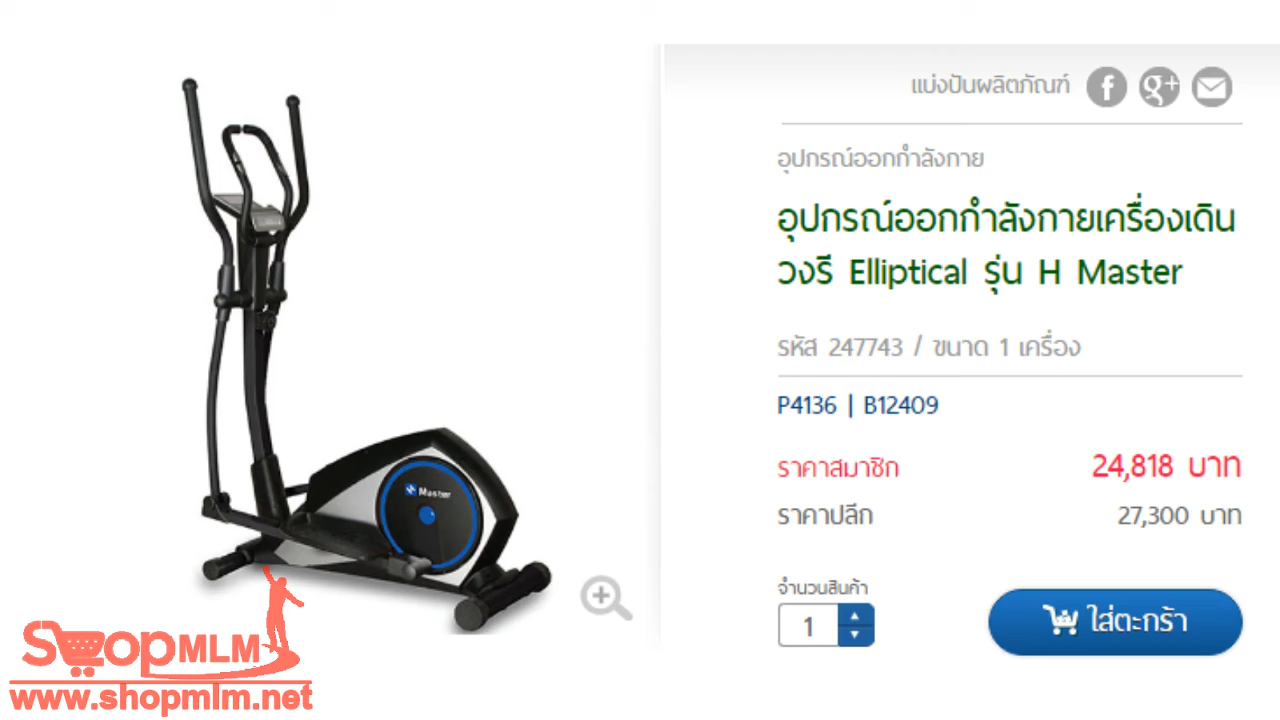 แบ่งปันผลิตภัณฑ์
f g+
อุปกรณ์ออกกำลังกาย
อุปกรณ์ออกกำลังกายเครื่องเดิน
วงรี Elliptical รุ่น H Master
รหัส 247743 / ขนาด 1 เครื่อง
P4136 | B12409
ราคาสมาชิก 24,818 บาท
ราคาปลีก 27,300 บาท
จำนวนสินค้า
1 ใส่ตะกร้า
Master
SHOPMLM
www.shopmlm.net